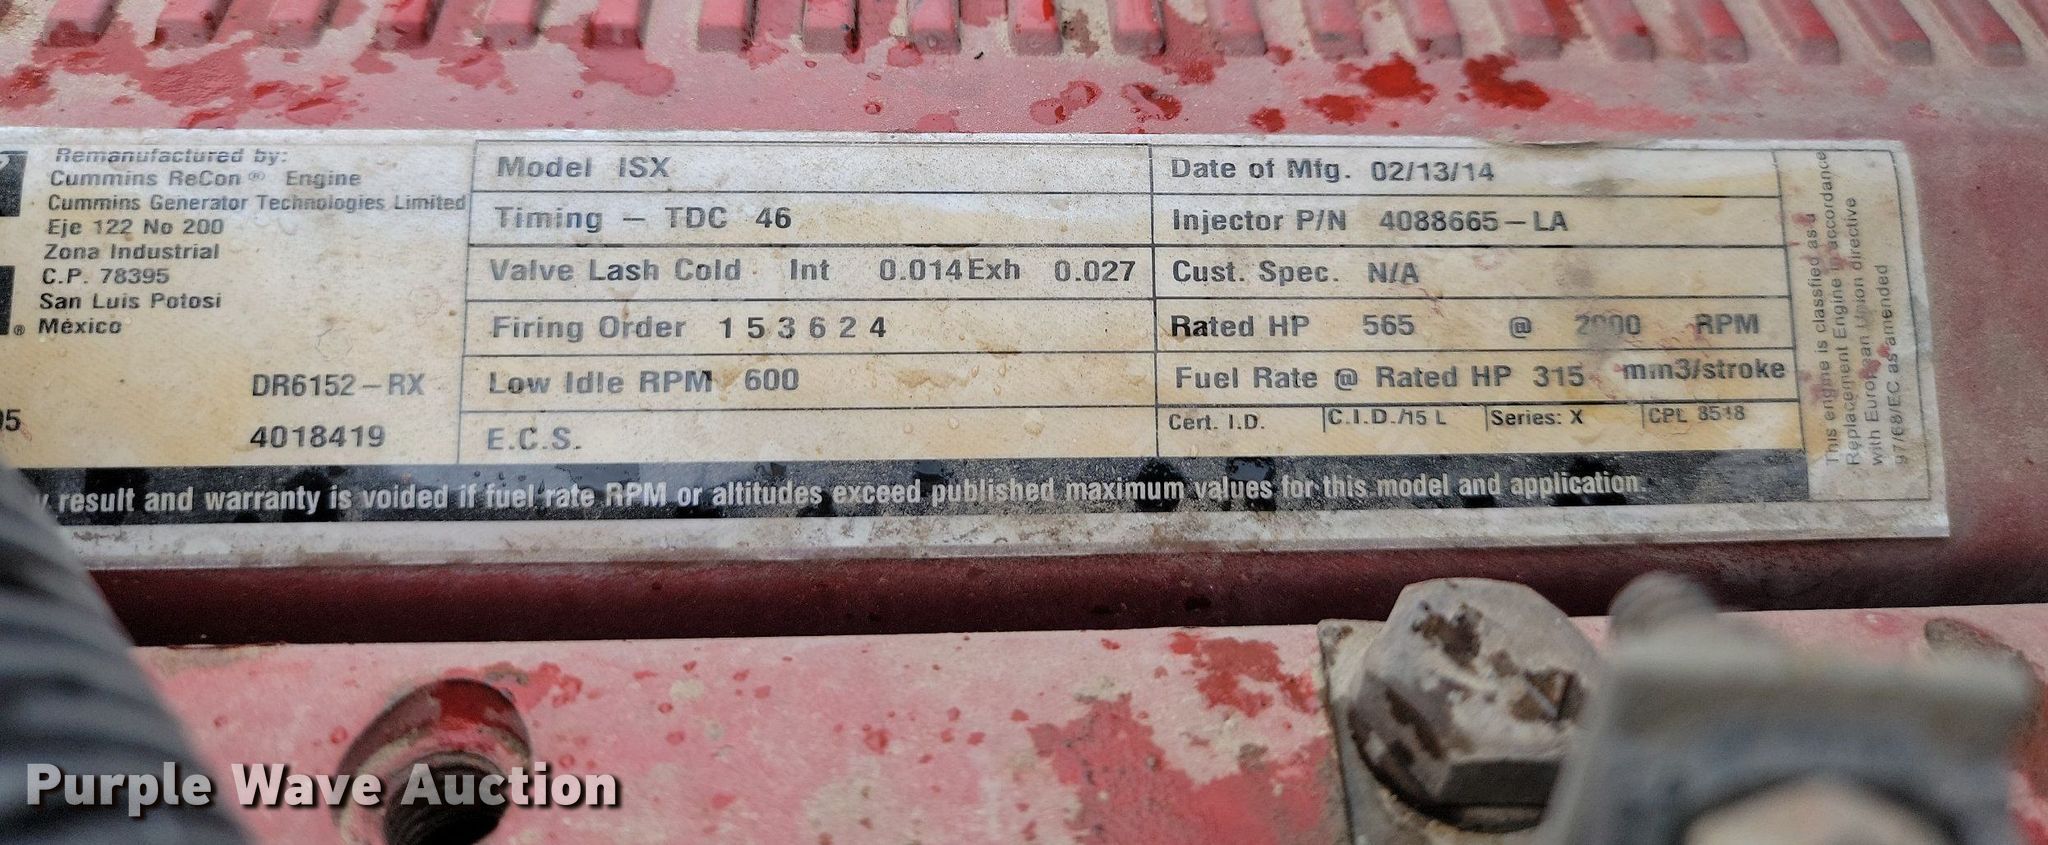 Remanufactured by:
Cummins ReCon® Engine
Cummins Generator Technologies Limited
Eje 122 No 200
Zona Industrial
C.P. 78395
San Luis Potosi
® México
DR6152-RX
4018419
Model ISX
Timing - TDC 46
Valve Lash Cold Int 0.014 Exh 0.027
Firing Order 1 5 3 6 2 4
Low Idle RPM 600
E.C.S.
Date of Mfg. 02/13/14
Injector P/N 4088665-LA
Cust. Spec. N/A
Rated HP 565 @ 2000 RPM
Fuel Rate @ Rated HP 315 mm3/stroke
Cert. I.D. C.I.D./15 L Series: X CPL 8518
This engine is classfied as a
Replacement Engine in accordance
with European Union directive
97/68/EC as amended
result and warranty is voided if fuel rate RPM or altitudes exceed published maximum values for this model and application.
Purple Wave Auction